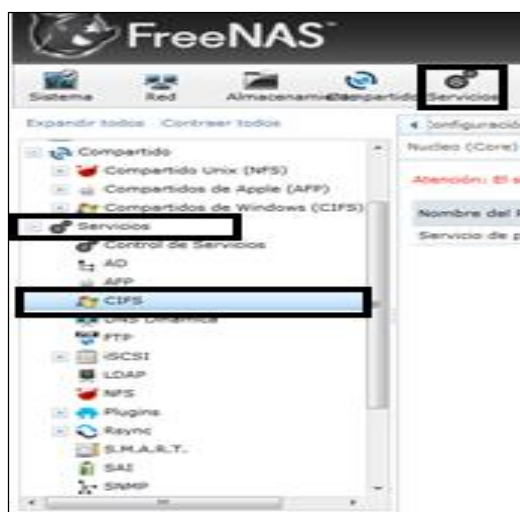 FreeNAS™
Sistema Red Servicios
Expandir todos Contraer todos
Compartido
Compartido Unix (NFS)
Compartidos de Apple (AFP)
Compartidos de Windows (CIFS)
Servicios
Control de Servicios
AD
AFP
CIFS
DNS Dinámica
FTP
iSCSI
LDAP
NFS
Plugins
Rsync
S.M.A.R.T.
SAI
SNMP
Nucleo (Core)
Atención: El s
Nombre del
Servicio de p